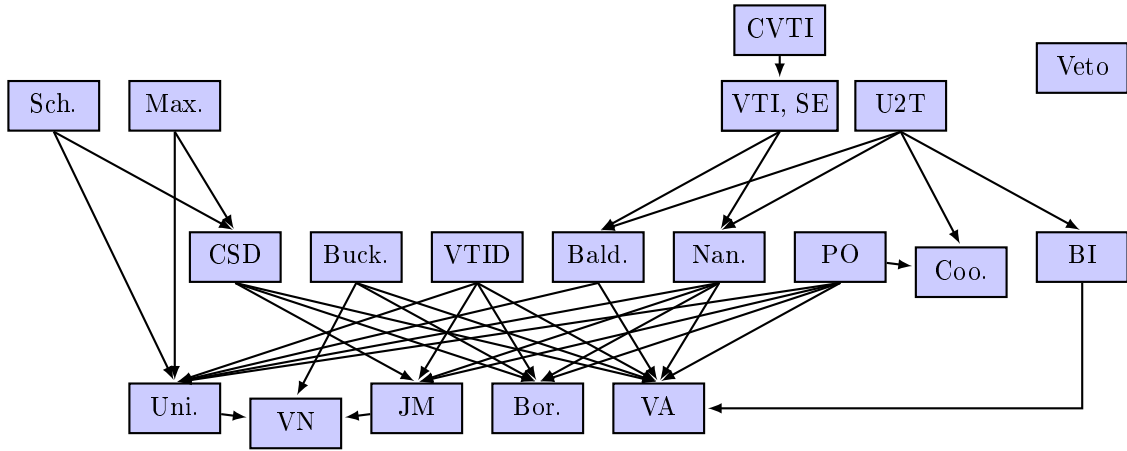 CVTI
Veto
Sch.
Max.
VTI, SE
U2T
CSD
Buck.
VTID
Bald.
Nan.
PO
Coo.
BI
Uni.
VN
JM
Bor.
VA